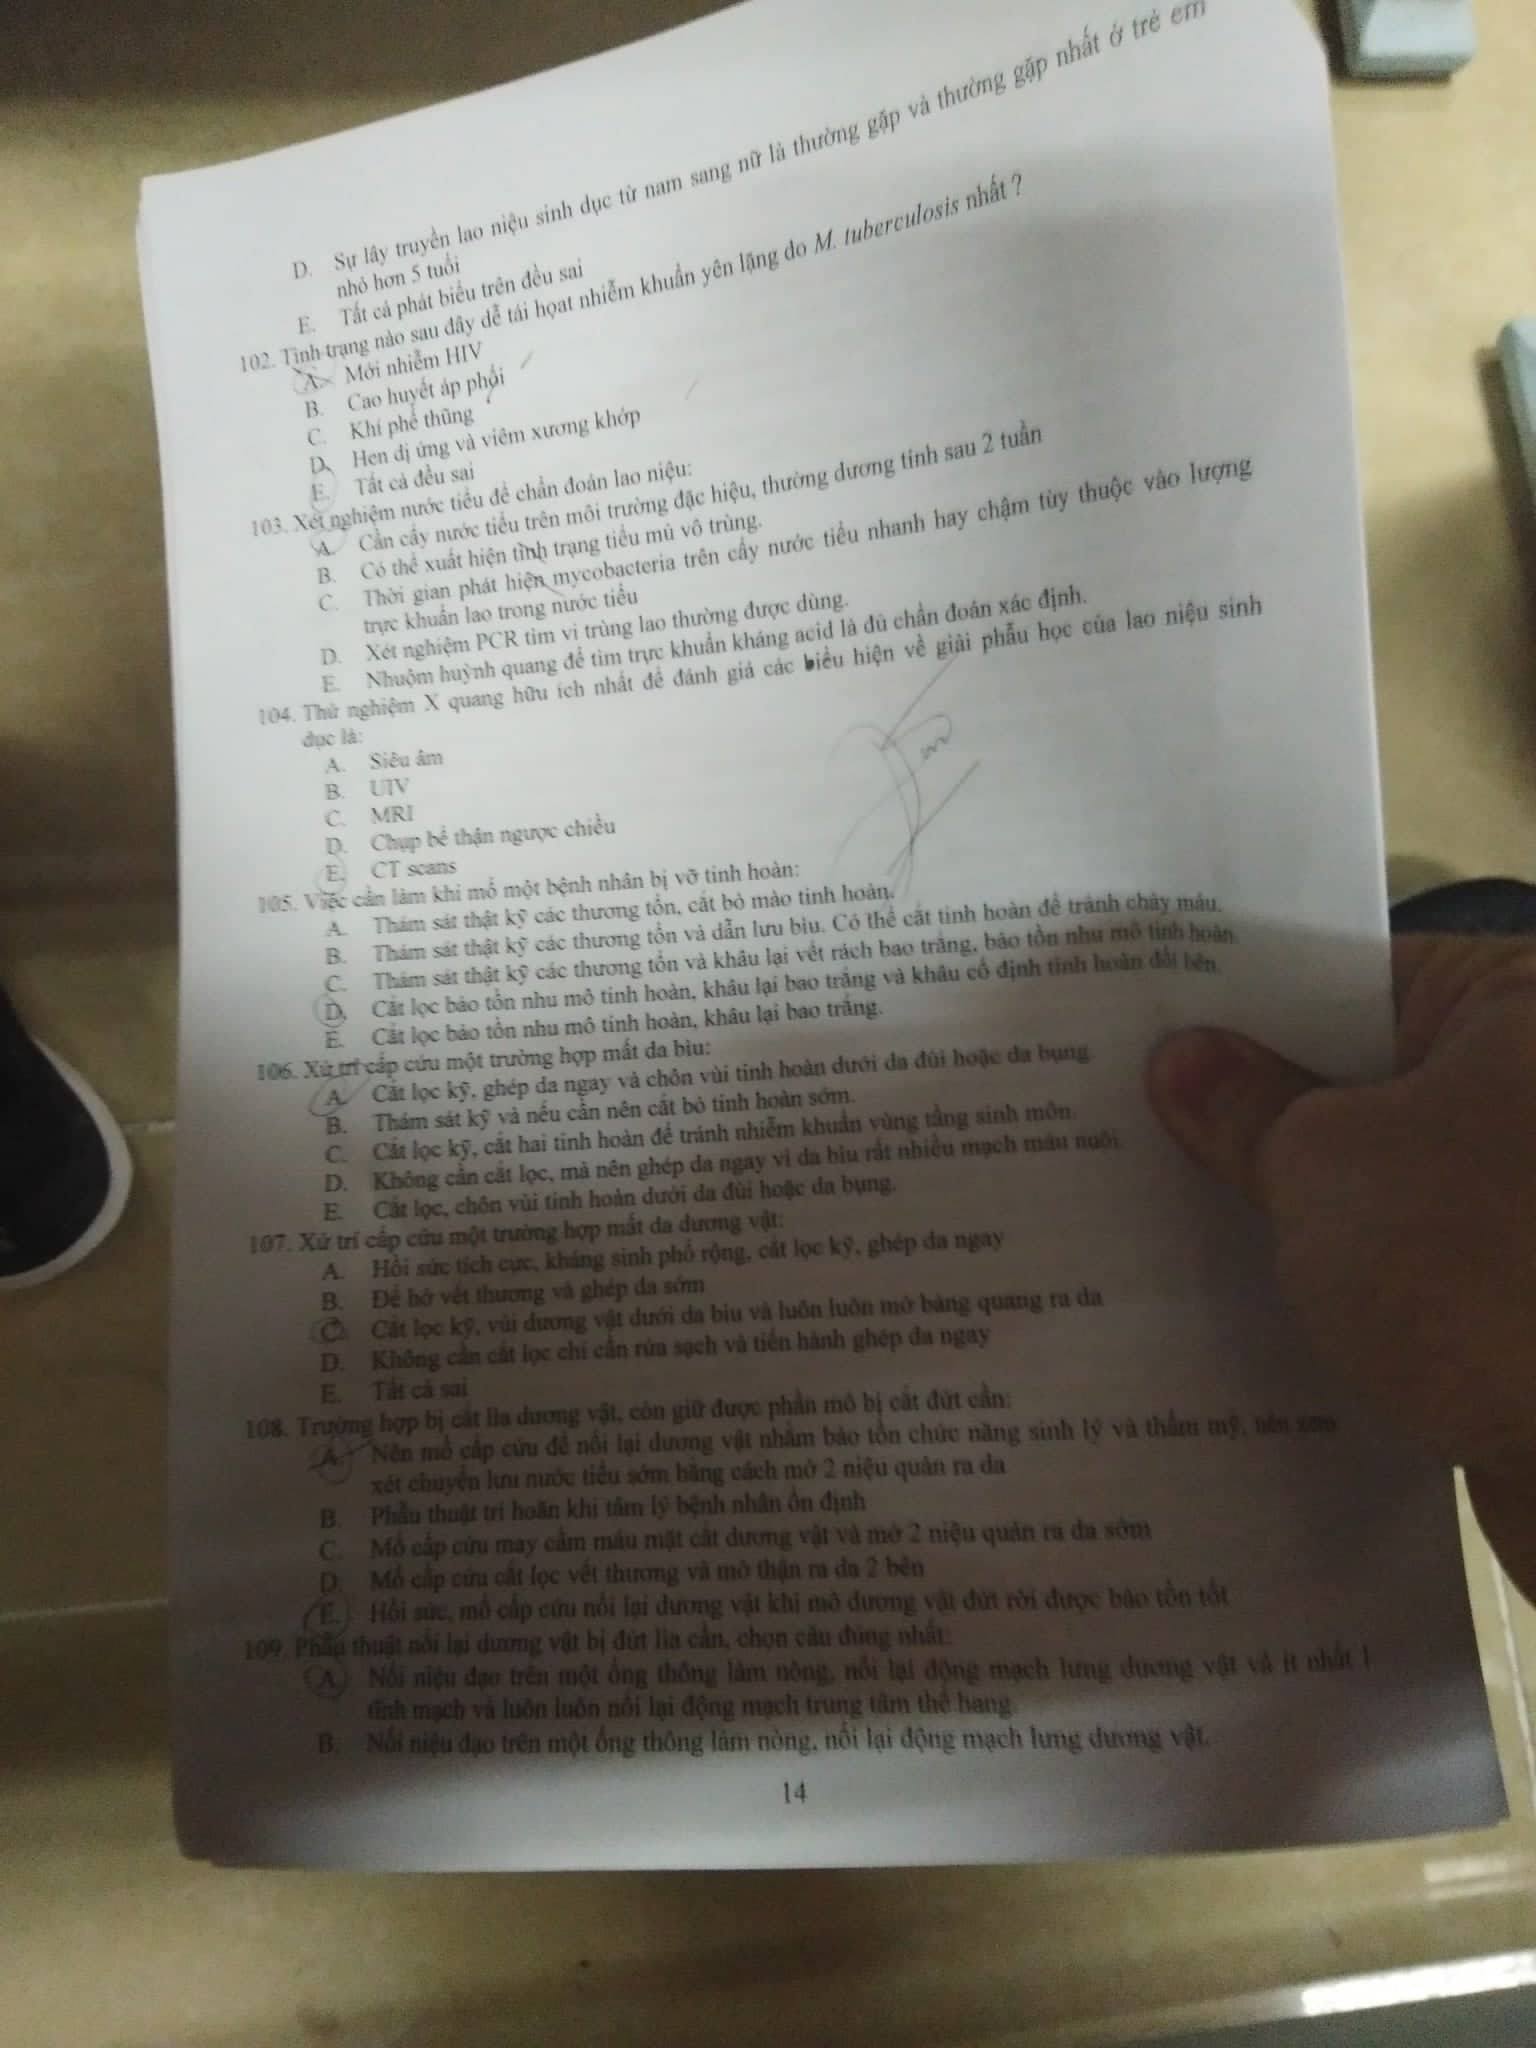 D. Sự lây truyền lao niệu sinh dục từ nam sang nữ là thường gặp và thường gặp nhất ở trẻ em
nhỏ hơn 5 tuổi
E. Tất cả phát biểu trên đều sai
102. Tình trạng nào sau đây dễ tái họat nhiễm khuẩn yên lặng do M. tuberculosis nhất ?
A. Mới nhiễm HIV
B. Cao huyết áp phổi
C. Khí phế thũng
D. Hen dị ứng và viêm xương khớp
E. Tất cả đều sai
103. Xét nghiệm nước tiểu để chẩn đoán lao niệu:
A. Cần cấy nước tiểu trên môi trường đặc hiệu, thường dương tính sau 2 tuần
B. Có thể xuất hiện tình trạng tiểu mủ vô trùng.
C. Thời gian phát hiện mycobacteria trên cấy nước tiểu nhanh hay chậm tùy thuộc vào lượng
trực khuẩn lao trong nước tiểu
D. Xét nghiệm PCR tìm vi trùng lao thường được dùng.
E. Nhuộm huỳnh quang để tìm trực khuẩn kháng acid là đủ chẩn đoán xác định.
104. Thử nghiệm X quang hữu ích nhất để đánh giá các biểu hiện về giải phẫu học của lao niệu sinh
dục là:
A. Siêu âm
B. UIV
C. MRI
D. Chụp bể thận ngược chiều
E. CT scans
105. Việc cần làm khi mổ một bệnh nhân bị vỡ tinh hoàn:
A. Thám sát thật kỹ các thương tổn, cắt bỏ mào tinh hoàn.
B. Thám sát thật kỹ các thương tổn và dẫn lưu bìu. Có thể cắt tinh hoàn để tránh chảy máu.
C. Thám sát thật kỹ các thương tổn và khâu lại vết rách bao trắng, bảo tồn nhu mô tinh hoàn.
D. Cắt lọc bảo tồn nhu mô tinh hoàn, khâu lại bao trắng và khâu cố định tinh hoàn đối bên.
E. Cắt lọc bảo tồn nhu mô tinh hoàn, khâu lại bao trắng.
106. Xử trí cấp cứu một trường hợp mất da bìu:
A. Cắt lọc kỹ, ghép da ngay và chôn vùi tinh hoàn dưới da đùi hoặc da bụng
B. Thám sát kỹ và nếu cần nên cắt bỏ tinh hoàn sớm.
C. Cắt lọc kỹ, cắt hai tinh hoàn để tránh nhiễm khuẩn vùng tầng sinh môn.
D. Không cần cắt lọc, mà nên ghép da ngay vì da bìu rất nhiều mạch máu nuôi.
E. Cắt lọc, chôn vùi tinh hoàn dưới da đùi hoặc da bụng.
107. Xử trí cấp cứu một trường hợp mất da dương vật:
A. Hồi sức tích cực, kháng sinh phổ rộng, cắt lọc kỹ, ghép da ngay
B. Để hở vết thương và ghép da sớm
C. Cắt lọc kỹ, vùi dương vật dưới da bìu và luôn luôn mở bàng quang ra da
D. Không cần cắt lọc chỉ cần rửa sạch và tiến hành ghép da ngay
E. Tất cả sai
108. Trường hợp bị cắt lìa dương vật, còn giữ được phần mô bị cắt đứt cần:
A. Nên mổ cấp cứu để nối lại dương vật nhằm bảo tồn chức năng sinh lý và thẩm mỹ, nên xem
xét chuyển lưu nước tiểu sớm bằng cách mở 2 niệu quản ra da
B. Phẫu thuật trì hoãn khi tâm lý bệnh nhân ổn định
C. Mổ cấp cứu may cầm máu mặt cắt dương vật và mở 2 niệu quản ra da sớm
D. Mổ cấp cứu cắt lọc vết thương và mở thận ra da 2 bên
E. Hồi sức, mổ cấp cứu nối lại dương vật khi mô dương vật đứt rời được bảo tồn tốt
109. Phẫu thuật nối lại dương vật bị đứt lìa cần, chọn câu đúng nhất:
A. Nối niệu đạo trên một ống thông làm nòng, nối lại động mạch lưng dương vật và ít nhất 1
tĩnh mạch và luôn luôn nối lại động mạch trung tâm thể hang.
B. Nối niệu đạo trên một ống thông làm nòng, nối lại động mạch lưng dương vật.
14